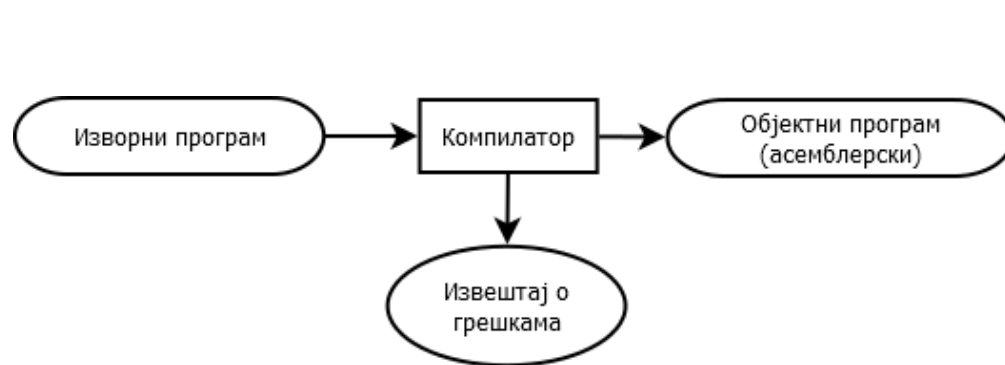 Изворни програм
Компилатор
Објектни програм
(асемблерски)
Извештај о
грешкама